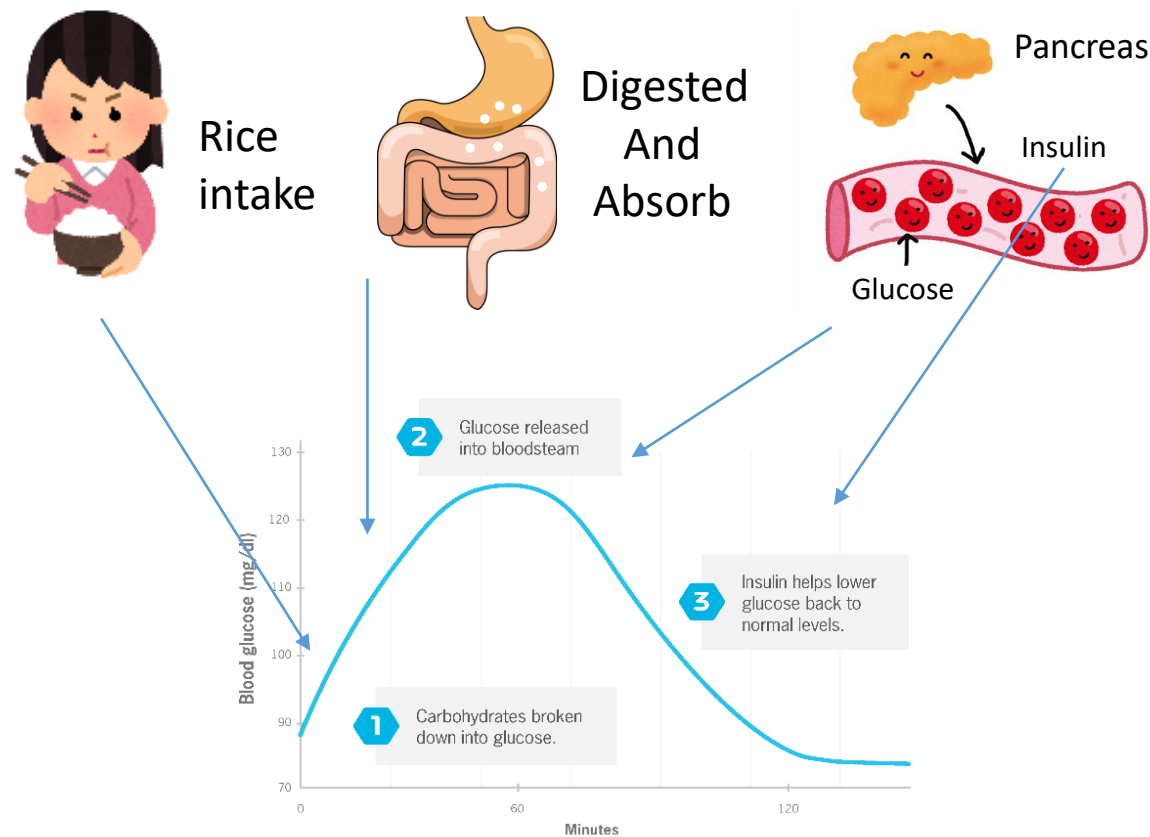 Rice
intake
Digested
And
Absorb
Pancreas
Insulin
Glucose
2
Glucose released
into bloodsteam
130
120
110
100
90
70
Blood glucose (mg/dl)
3
Insulin helps lower
glucose back to
normal levels.
1
Carbohydrates broken
down into glucose.
0
60
120
Minutes